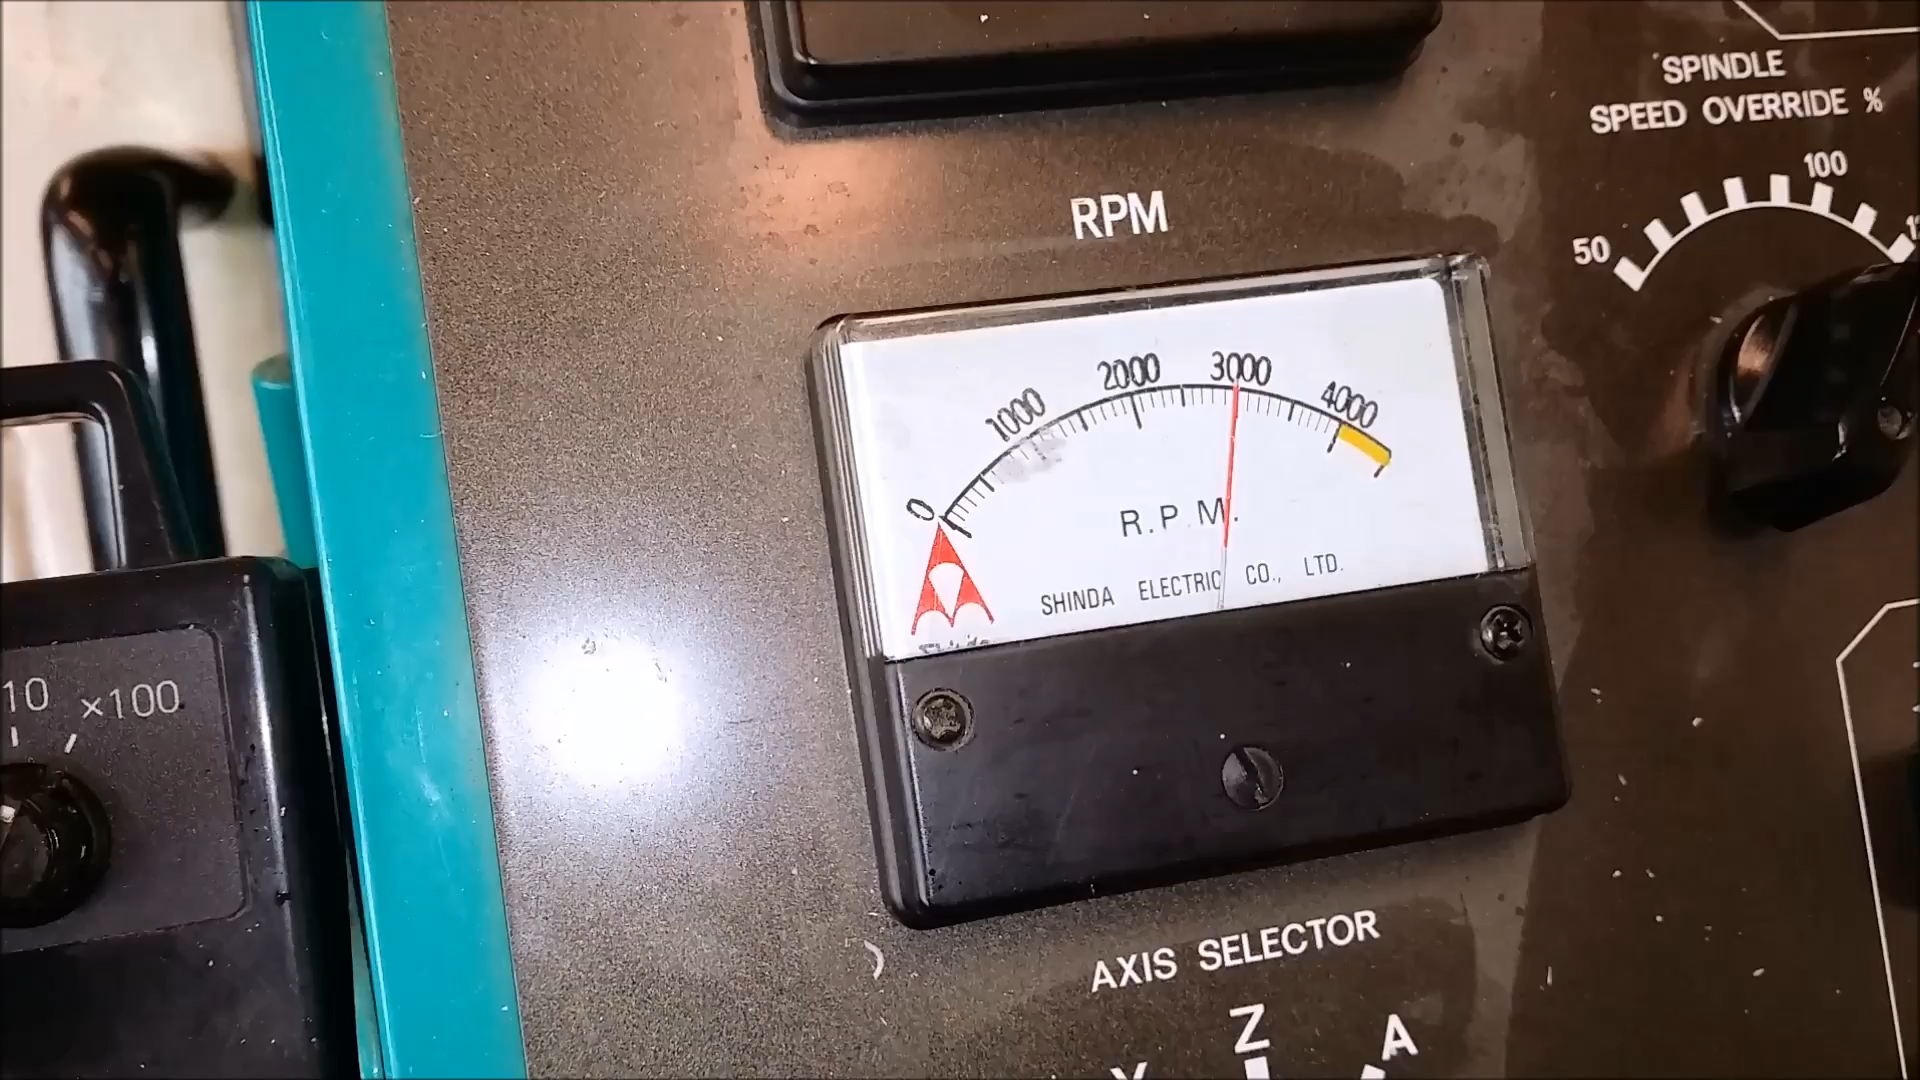 SPINDLE
SPEED OVERRIDE %
50
100
RPM
0
1000
2000
3000
4000
R.P.M.
SHINDA ELECTRIC CO., LTD.
10
×100
AXIS SELECTOR
Z
A